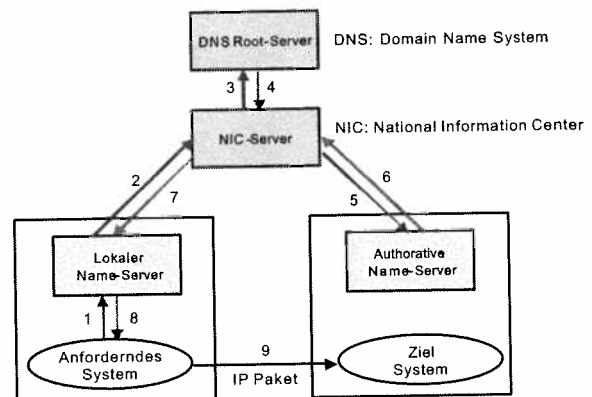 DNS Root-Server
DNS: Domain Name System
3
4
NIC-Server
NIC: National Information Center
2
7
6
5
Lokaler
Name-Server
Authorative
Name-Server
1
8
Anforderndes
System
9
IP Paket
Ziel
System